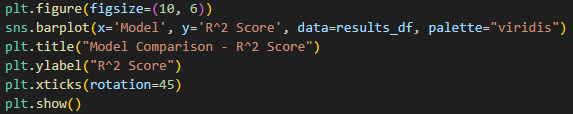 plt.figure(figsize=(10, 6))
sns.barplot(x='Model', y='R^2 Score', data=results_df, palette="viridis")
plt.title("Model Comparison - R^2 Score")
plt.ylabel("R^2 Score")
plt.xticks(rotation=45)
plt.show()